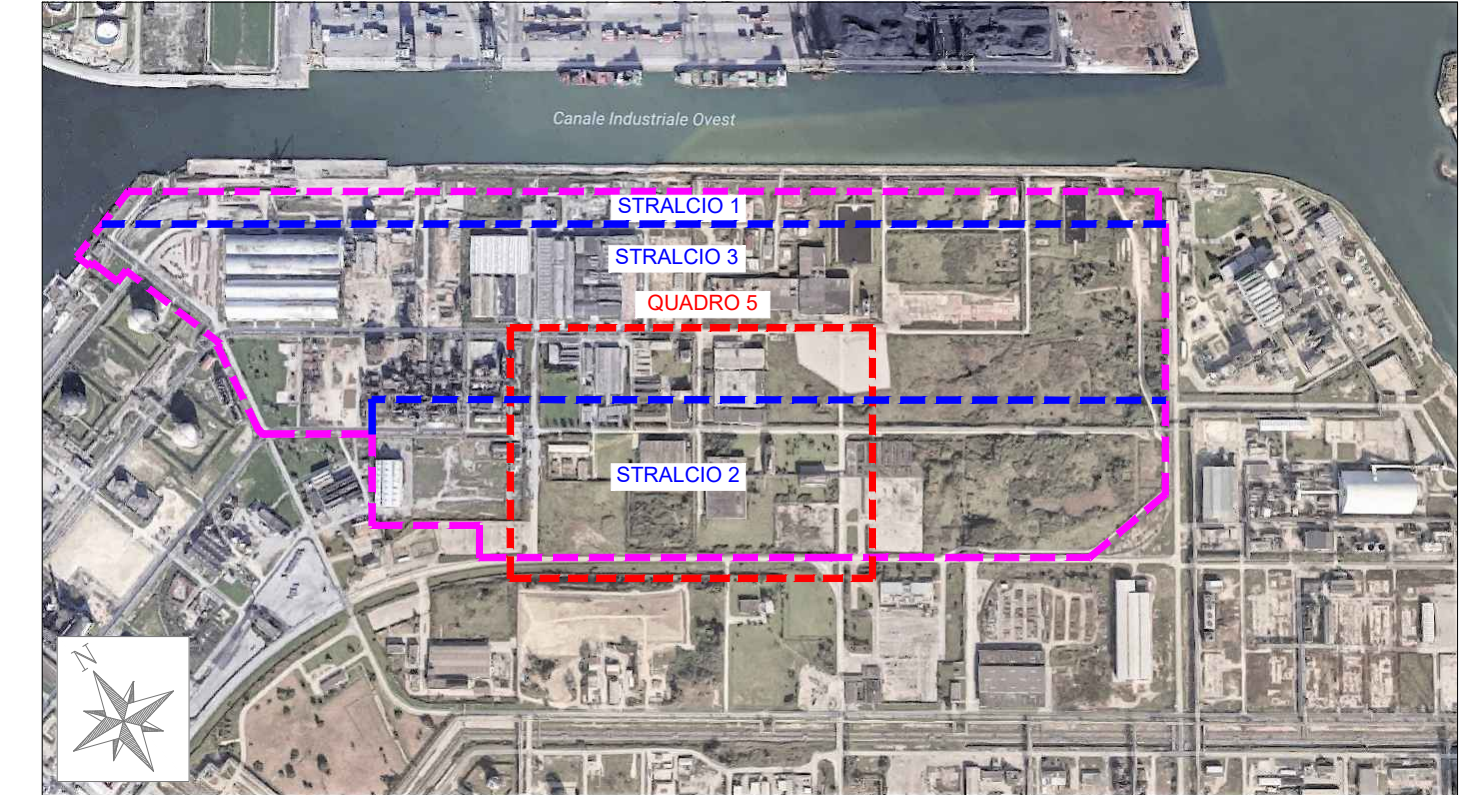 Canale Industriale Ovest
STRALCIO 1
STRALCIO 3
QUADRO 5
STRALCIO 2
N